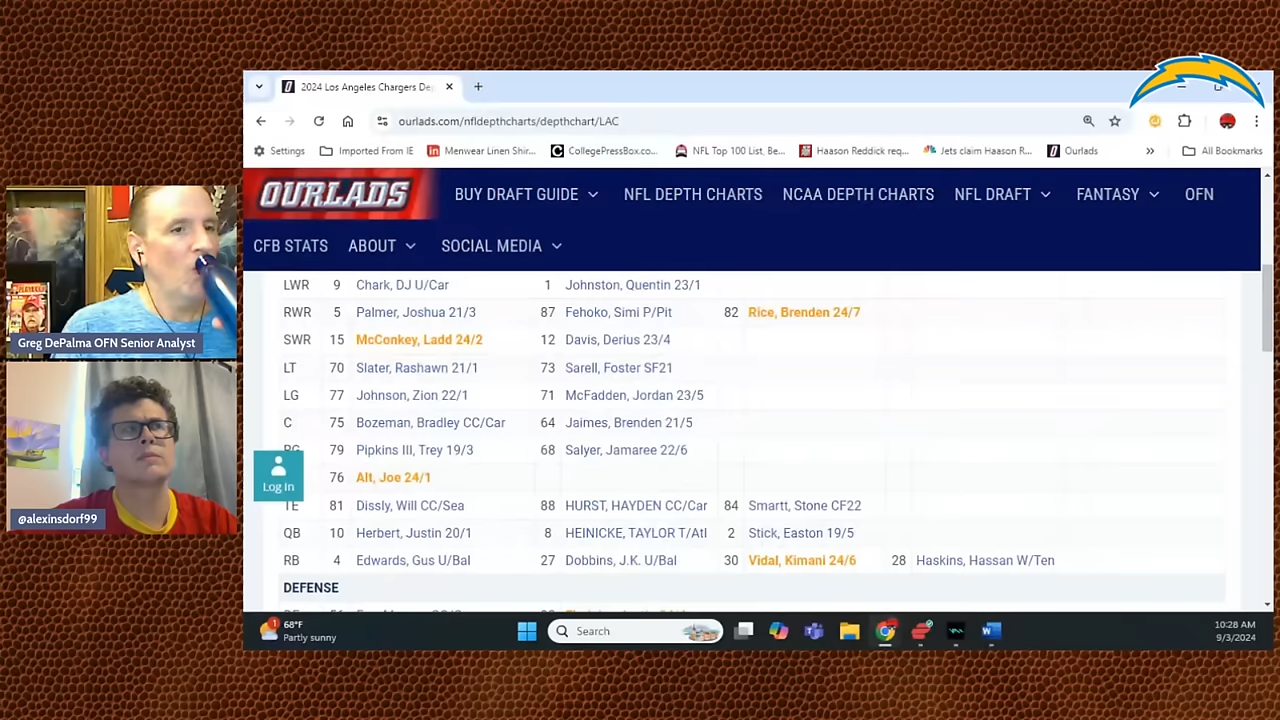 2024 Los Angeles Chargers De
ourlads.com/nfldepthcharts/depthchart/LAC
Settings Imported From IE Menwear Linen Shir... CollegePressBox.co... NFL Top 100 List, Be... Haason Reddick req... Jets claim Haason R... Ourlads All Bookmarks
OURLADS BUY DRAFT GUIDE NFL DEPTH CHARTS NCAA DEPTH CHARTS NFL DRAFT FANTASY OFN
CFB STATS ABOUT SOCIAL MEDIA
LWR 9 Chark, DJ U/Car 1 Johnston, Quentin 23/1
RWR 5 Palmer, Joshua 21/3 87 Fehoko, Simi P/Pit 82 Rice, Brenden 24/7
SWR 15 McConkey, Ladd 24/2 12 Davis, Derius 23/4
LT 70 Slater, Rashawn 21/1 73 Sarell, Foster SF21
LG 77 Johnson, Zion 22/1 71 McFadden, Jordan 23/5
C 75 Bozeman, Bradley CC/Car 64 Jaimes, Brenden 21/5
RG 79 Pipkins III, Trey 19/3 68 Salyer, Jamaree 22/6
76 Alt, Joe 24/1
Log In
TE 81 Dissly, Will CC/Sea 88 HURST, HAYDEN CC/Car 84 Smartt, Stone CF22
QB 10 Herbert, Justin 20/1 8 HEINICKE, TAYLOR T/Atl 2 Stick, Easton 19/5
RB 4 Edwards, Gus U/Bal 27 Dobbins, J.K. U/Bal 30 Vidal, Kimani 24/6 28 Haskins, Hassan W/Ten
DEFENSE
1 68°F
Partly sunny
Search
10:28 AM
9/3/2024
Greg DePalma OFN Senior Analyst
@alexinsdorf99